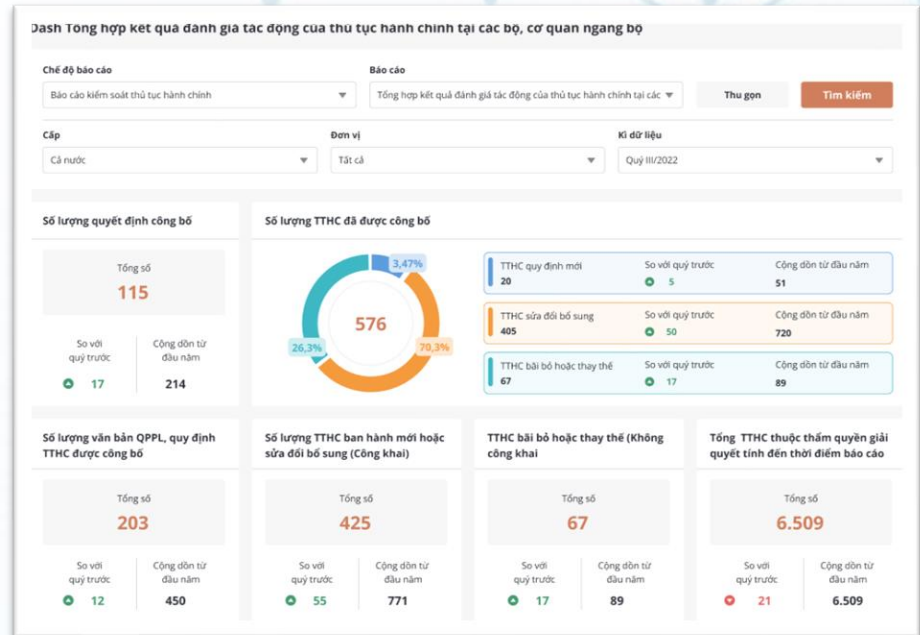 Dash Tổng hợp kết quả đánh giá tác động của thủ tục hành chính tại các bộ, cơ quan ngang bộ
Chế độ báo cáo
Báo cáo
Báo cáo kiểm soát thủ tục hành chính
Tổng hợp kết quả đánh giá tác động của thủ tục hành chính tại các
Thu gọn
Tìm kiếm
Cấp
Đơn vị
Kì dữ liệu
Cả nước
Tất cả
Quý III/2022
Số lượng quyết định công bố
Tổng số
115
So với
quý trước
17
Cộng dồn từ
đầu năm
214
Số lượng TTHC đã được công bố
3,47%
576
26,3%
70,3%
TTHC quy định mới
20
So với quý trước
5
Cộng dồn từ đầu năm
51
TTHC sửa đổi bổ sung
405
So với quý trước
50
Cộng dồn từ đầu năm
720
TTHC bãi bỏ hoặc thay thế
67
So với quý trước
17
Cộng dồn từ đầu năm
89
Số lượng văn bản QPPL, quy định
TTHC được công bố
Tổng số
203
So với
quý trước
12
Cộng dồn từ
đầu năm
450
Số lượng TTHC ban hành mới hoặc
sửa đổi bổ sung (Công khai)
Tổng số
425
So với
quý trước
55
Cộng dồn từ
đầu năm
771
TTHC bãi bỏ hoặc thay thế (Không
công khai
Tổng số
67
So với
quý trước
17
Cộng dồn từ
đầu năm
89
Tổng TTHC thuộc thẩm quyền giải
quyết tính đến thời điểm báo cáo
Tổng số
6.509
So với
quý trước
21
Cộng dồn từ
đầu năm
6.509